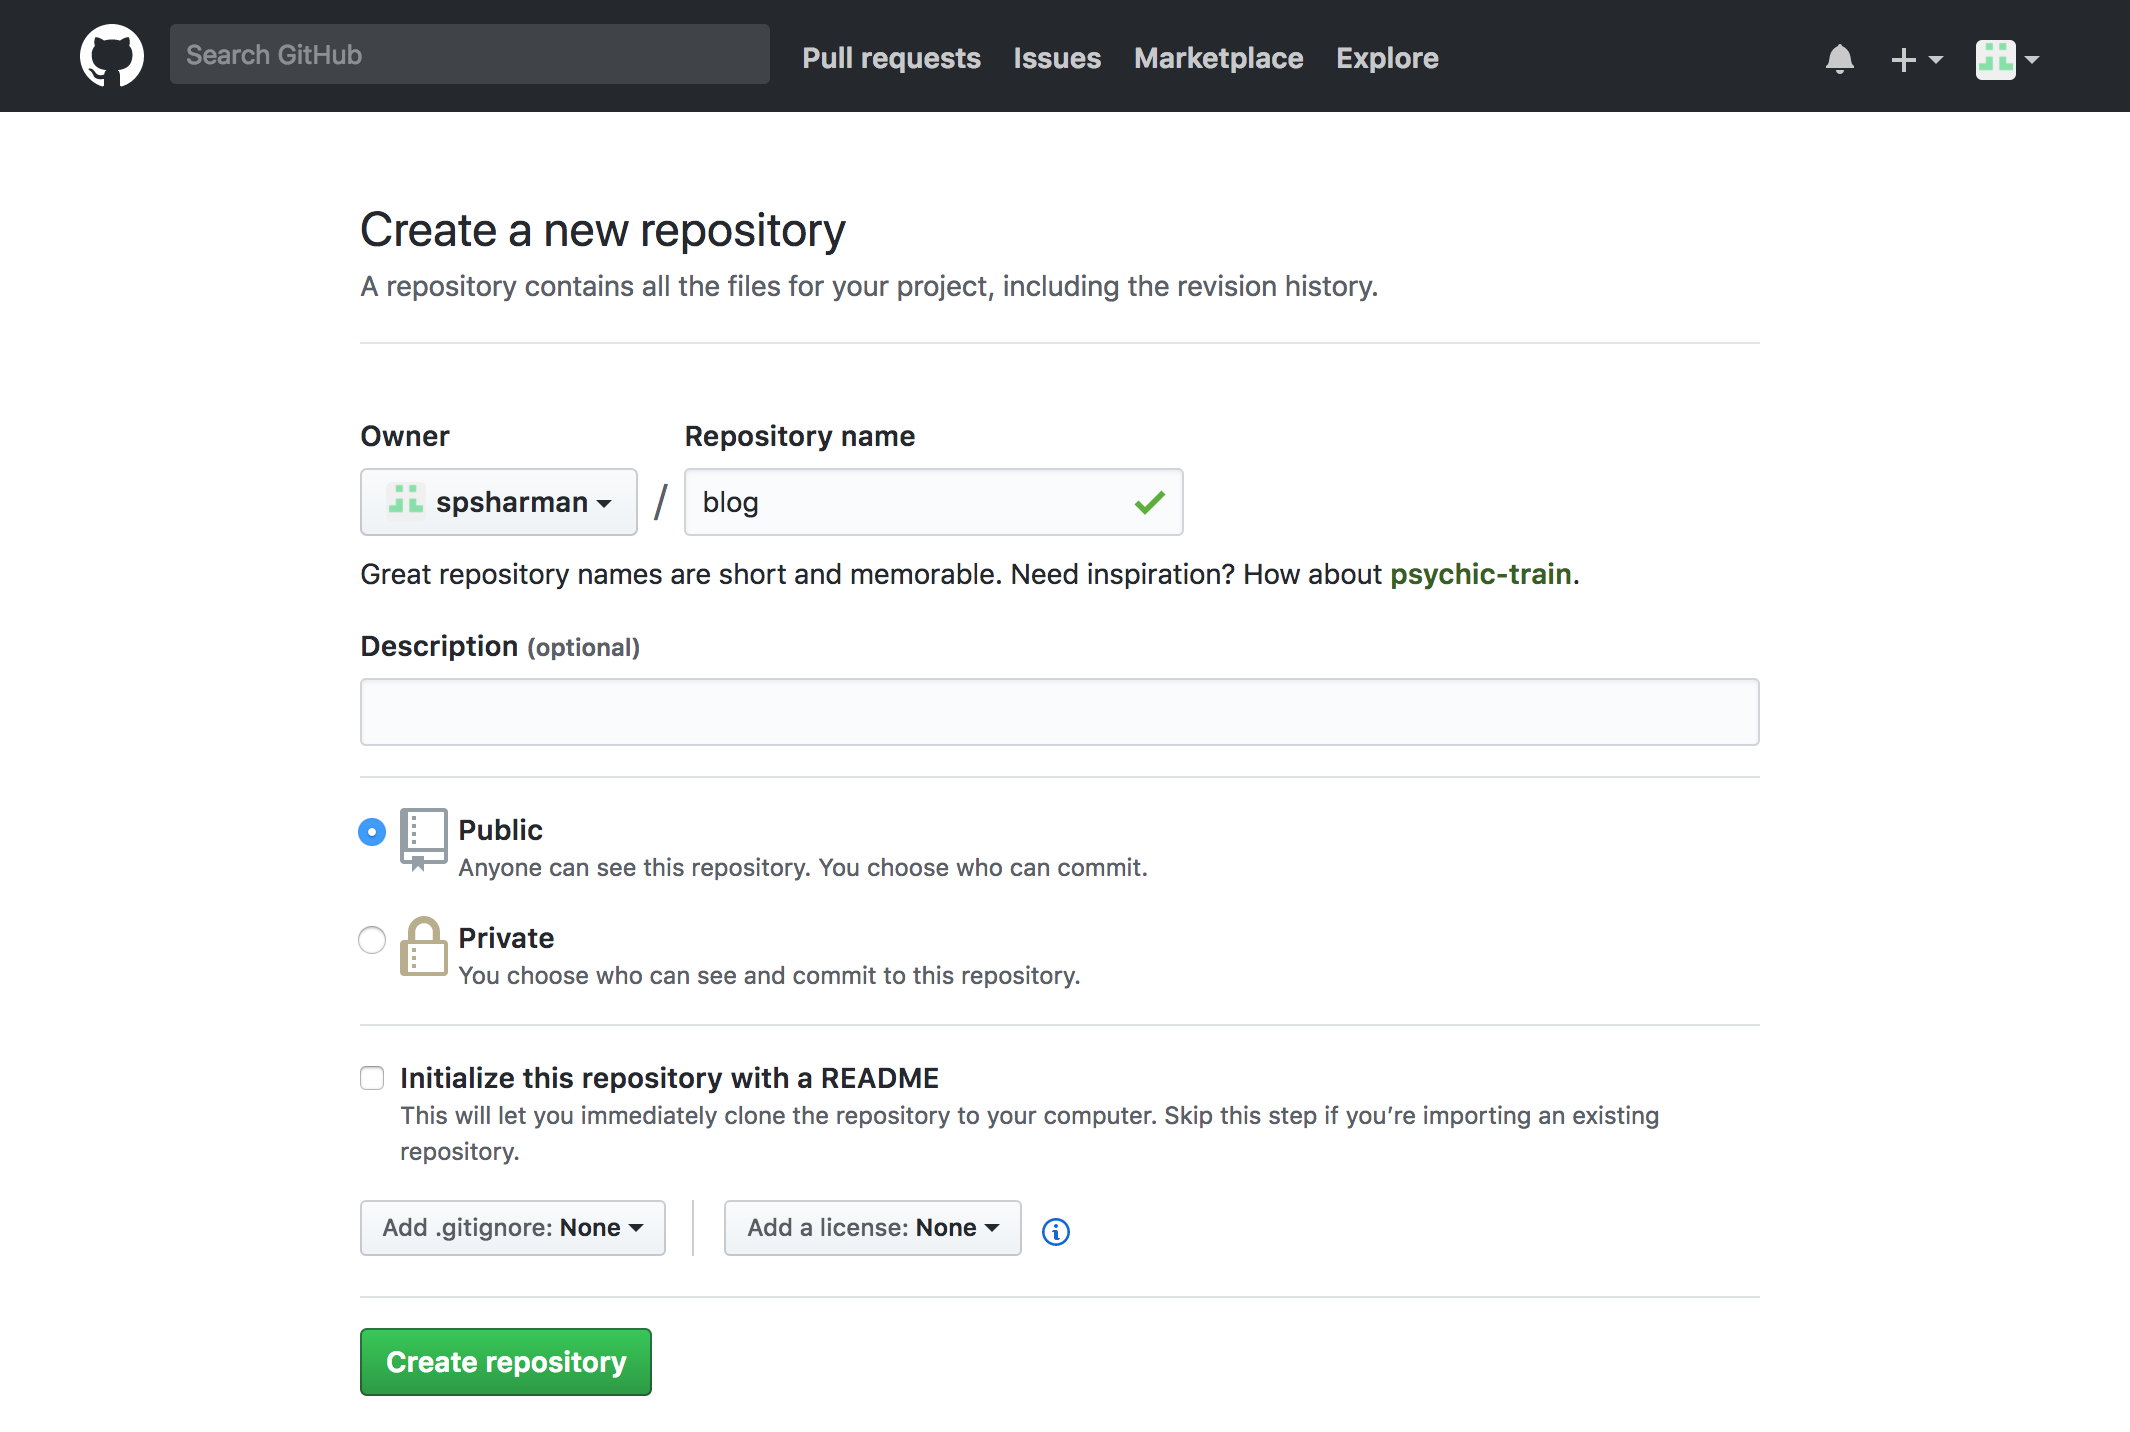 Search GitHub
Pull requests Issues Marketplace Explore
Create a new repository
A repository contains all the files for your project, including the revision history.
Owner Repository name
spsharman / blog
Great repository names are short and memorable. Need inspiration? How about psychic-train.
Description (optional)
Public
Anyone can see this repository. You choose who can commit.
Private
You choose who can see and commit to this repository.
Initialize this repository with a README
This will let you immediately clone the repository to your computer. Skip this step if you’re importing an existing
repository.
Add .gitignore: None Add a license: None
Create repository